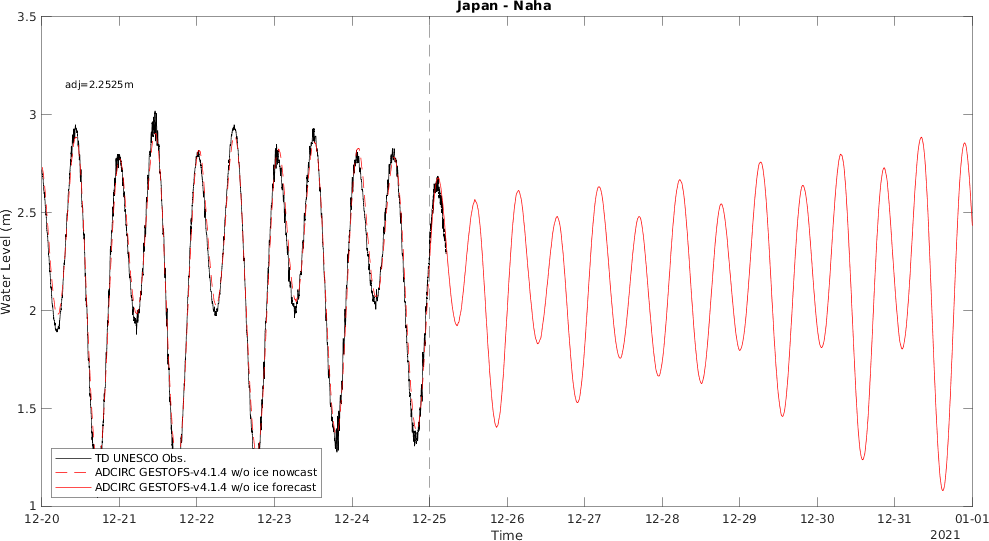 Japan - Naha
3.5
3
2.5
2
1.5
1
Water Level (m)
adj=2.2525m
TD UNESCO Obs.
ADCIRC GESTOFS-v4.1.4 w/o ice nowcast
ADCIRC GESTOFS-v4.1.4 w/o ice forecast
12-20 12-21 12-22 12-23 12-24 12-25 12-26 12-27 12-28 12-29 12-30 12-31 01-01
Time
2021